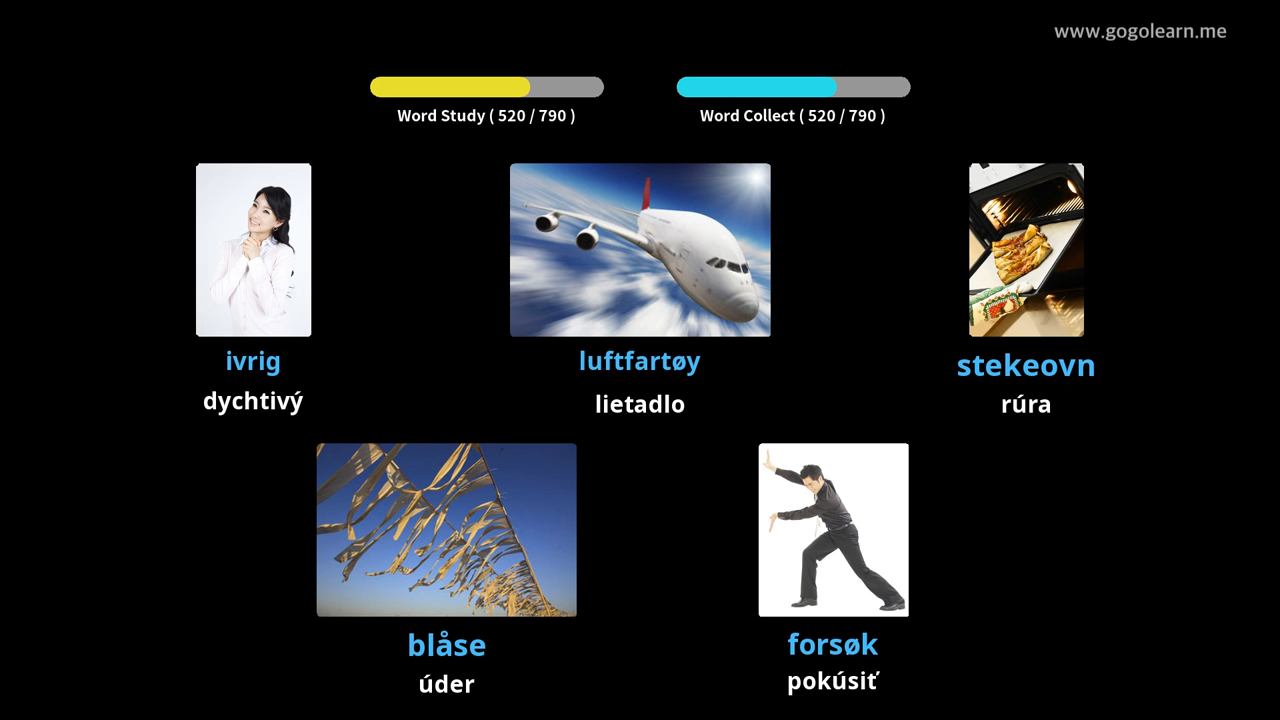 www.gogolearn.me
Word Study ( 520 / 790 )
Word Collect ( 520 / 790 )
ivrig
dychtivý
luftfartøy
lietadlo
stekeovn
rúra
blåse
úder
forsøk
pokúsiť